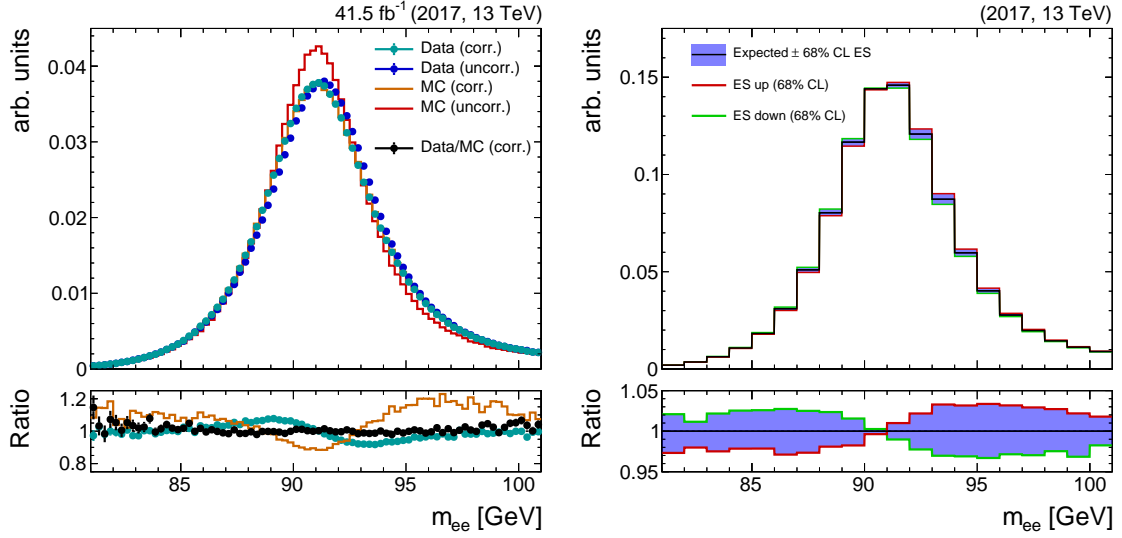 41.5 fb⁻¹ (2017, 13 TeV)
arb. units
0.04
0.03
0.02
0.01
0
Data (corr.)
Data (uncorr.)
MC (corr.)
MC (uncorr.)
Data/MC (corr.)
Ratio
1.2
1
0.8
85
90
95
100
m_ee [GeV]
(2017, 13 TeV)
arb. units
0.15
0.1
0.05
0
Expected ± 68% CL ES
ES up (68% CL)
ES down (68% CL)
Ratio
1.05
1
0.95
85
90
95
100
m_ee [GeV]